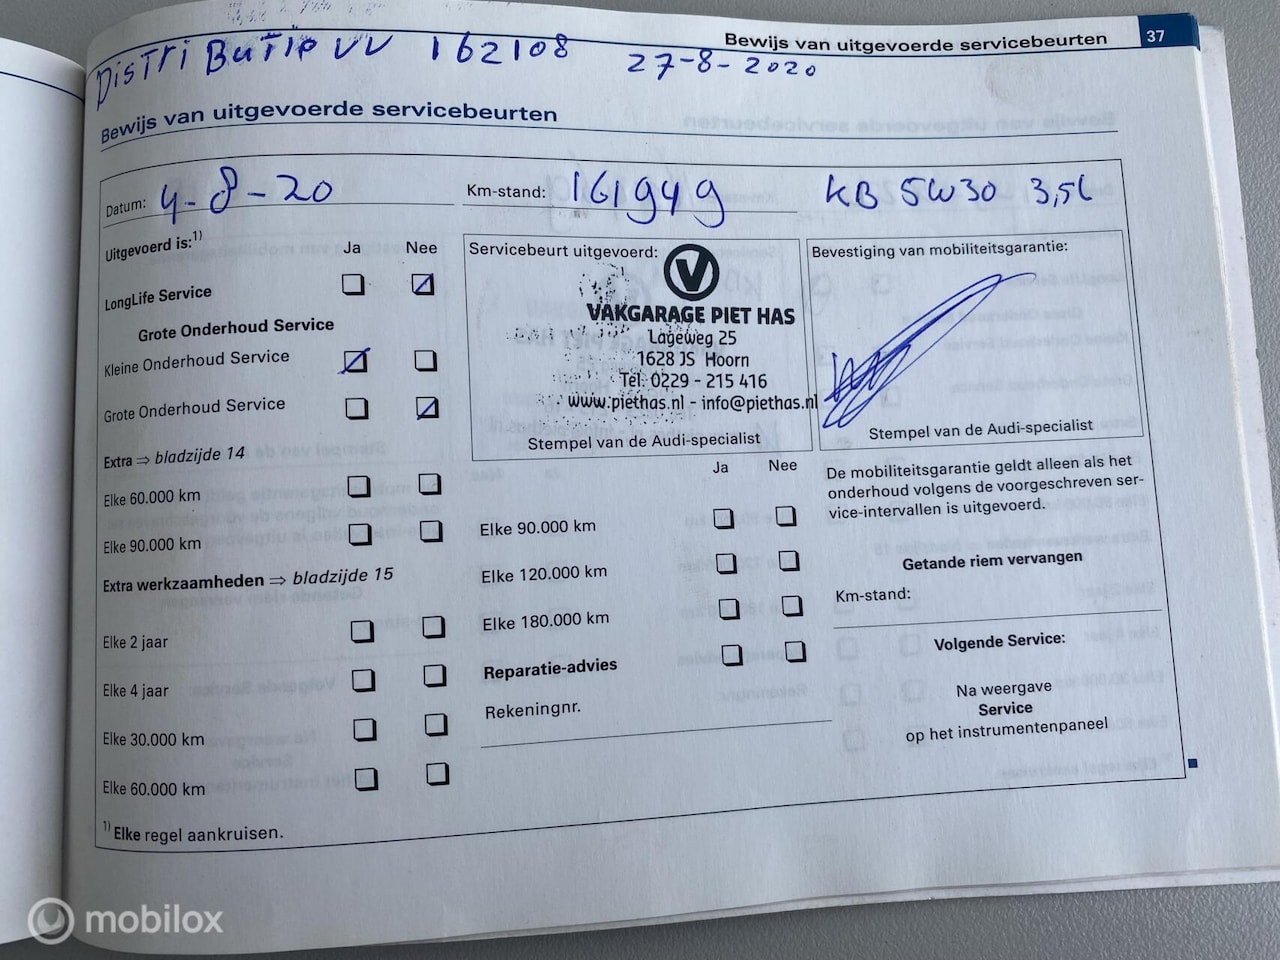 Bewijs van uitgevoerde servicebeurten 37
DistriButie VV 162108 27-8-2020
Bewijs van uitgevoerde servicebeurten
Datum: 4-8-20 Km-stand: 161949 KB 5W30 3,5L
Uitgevoerd is:1)
Ja Nee
LongLife Service
Grote Onderhoud Service
Kleine Onderhoud Service
Grote Onderhoud Service
Extra ⇒ bladzijde 14
Elke 60.000 km
Elke 90.000 km
Extra werkzaamheden ⇒ bladzijde 15
Elke 2 jaar
Elke 4 jaar
Elke 30.000 km
Elke 60.000 km
1) Elke regel aankruisen.
Servicebeurt uitgevoerd:
V
VAKGARAGE PIET HAS
Lageweg 25
1628 JS Hoorn
Tel. 0229 - 215 416
www.piethas.nl - info@piethas.nl
Stempel van de Audi-specialist
Ja Nee
Elke 90.000 km
Elke 120.000 km
Elke 180.000 km
Reparatie-advies
Rekeningnr.
Bevestiging van mobiliteitsgarantie:
Stempel van de Audi-specialist
De mobiliteitsgarantie geldt alleen als het
onderhoud volgens de voorgeschreven ser-
vice-intervallen is uitgevoerd.
Getande riem vervangen
Km-stand:
Volgende Service:
Na weergave
Service
op het instrumentenpaneel
mobilox